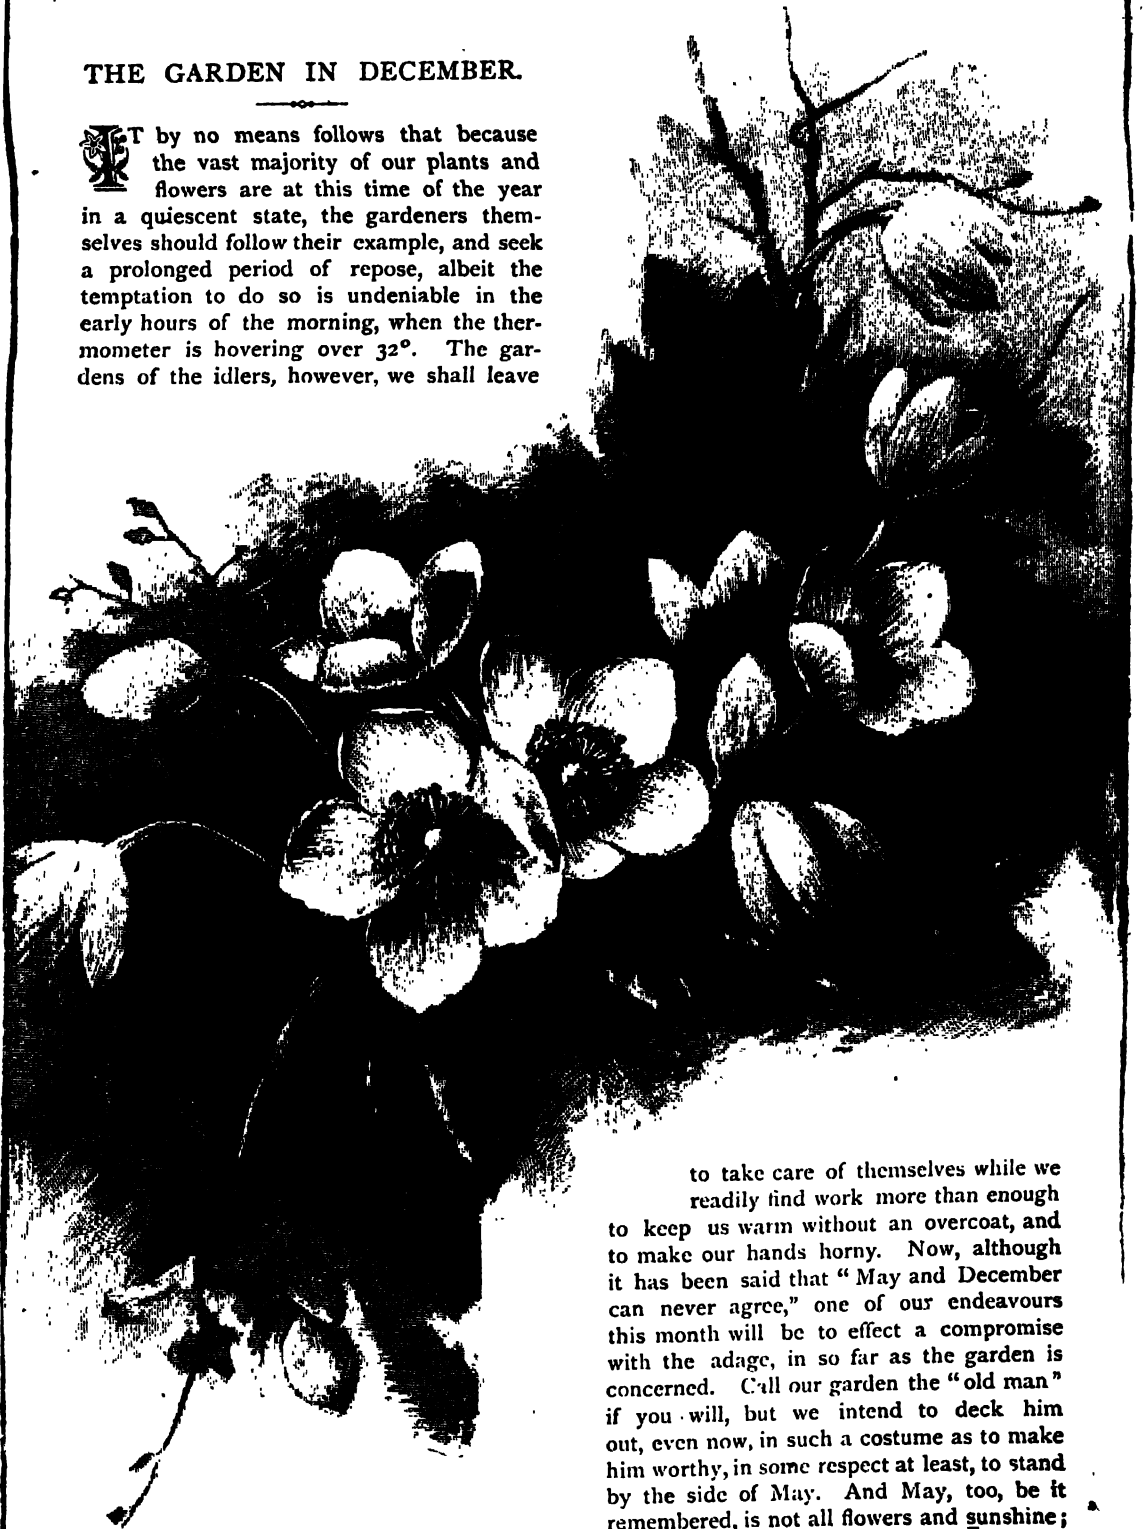 THE GARDEN IN DECEMBER.
IT by no means follows that because
the vast majority of our plants and
flowers are at this time of the year
in a quiescent state, the gardeners them-
selves should follow their example, and seek
a prolonged period of repose, albeit the
temptation to do so is undeniable in the
early hours of the morning, when the ther-
mometer is hovering over 32°. The gar-
dens of the idlers, however, we shall leave
to take care of themselves while we
readily find work more than enough
to keep us warm without an overcoat, and
to make our hands horny. Now, although
it has been said that “May and December
can never agree,” one of our endeavours
this month will be to effect a compromise
with the adage, in so far as the garden is
concerned. Call our garden the “old man”
if you will, but we intend to deck him
out, even now, in such a costume as to make
him worthy, in some respect at least, to stand
by the side of May. And May, too, be it
remembered, is not all flowers and sunshine;